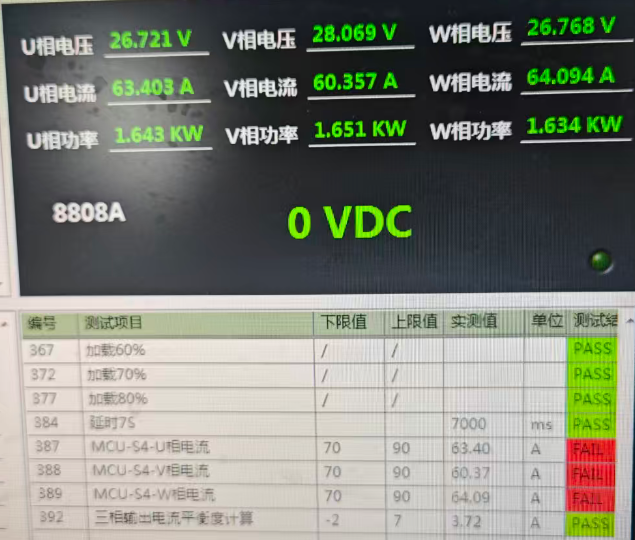 U相电压 26.721 V V相电压 28.069 V W相电压 26.768 V
U相电流 63.403 A V相电流 60.357 A W相电流 64.094 A
U相功率 1.643 KW V相功率 1.651 KW W相功率 1.634 KW
8808A 0 VDC
编号 测试项目 下限值 上限值 实测值 单位 测试结
367 加载60% / / PASS
372 加载70% / / PASS
377 加载80% / / PASS
384 延时7S 7000 ms PASS
387 MCU-S4-U相电流 70 90 63.40 A FAIL
388 MCU-S4-V相电流 70 90 60.37 A FAIL
389 MCU-S4-W相电流 70 90 64.09 A FAIL
392 三相输出电流平衡度计算 -2 7 3.72 A PASS